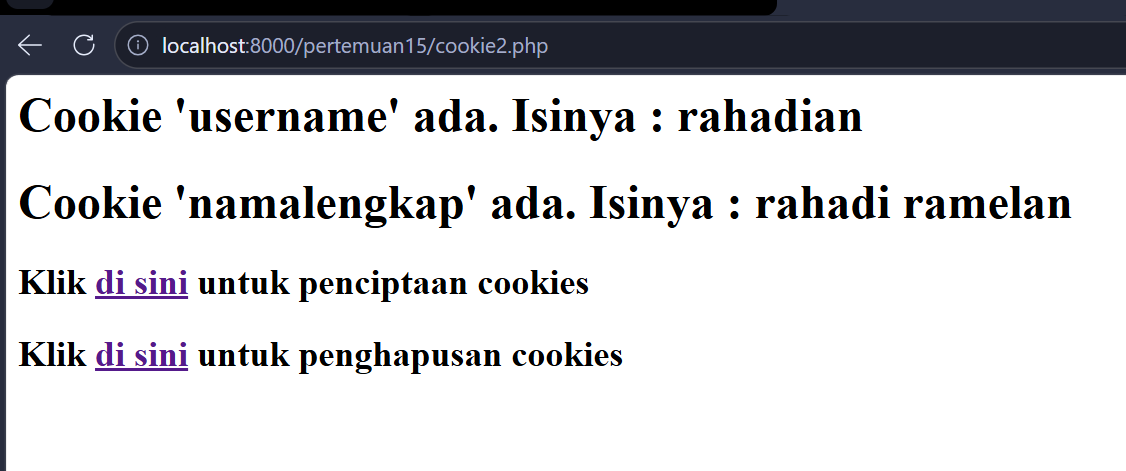 localhost:8000/pertemuan15/cookie2.php
Cookie 'username' ada. Isinya : rahadian
Cookie 'namalengkap' ada. Isinya : rahadi ramelan
Klik di sini untuk penciptaan cookies
Klik di sini untuk penghapusan cookies